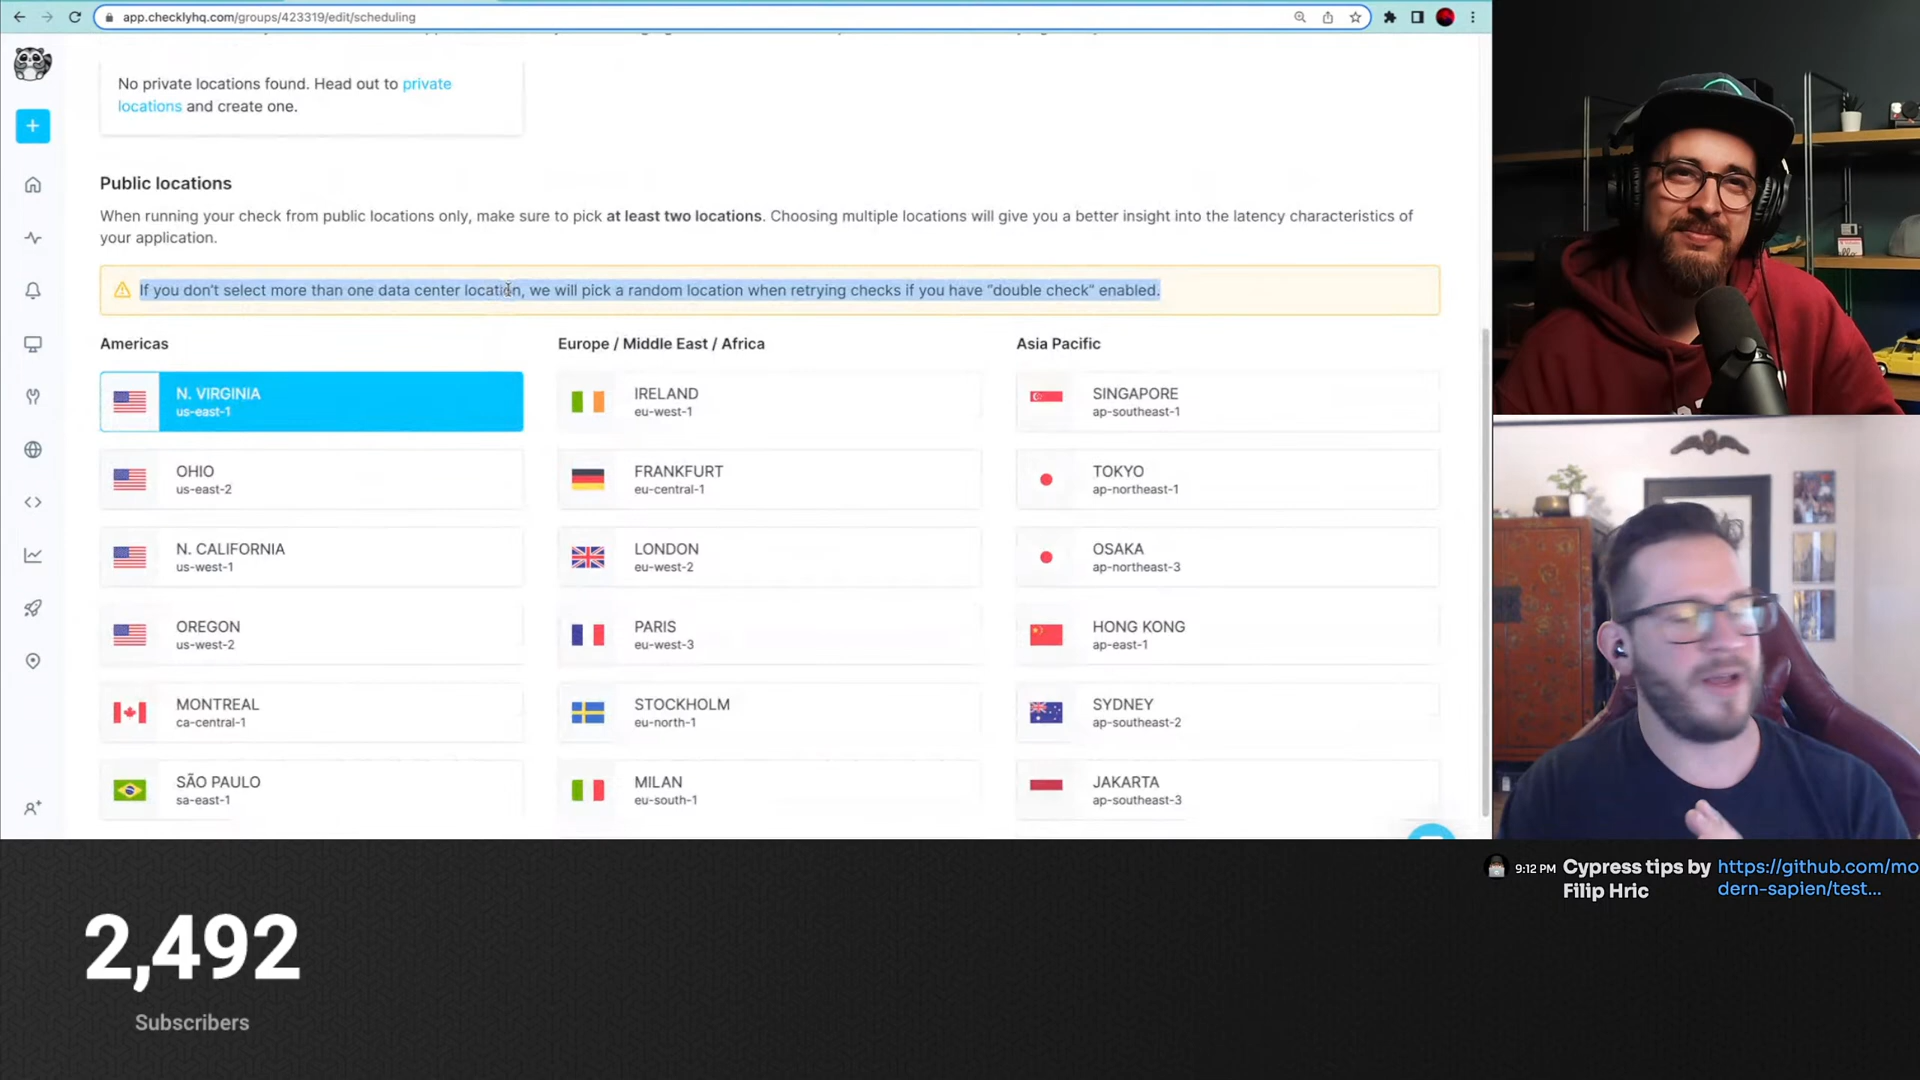 app.checklyhq.com/groups/423319/edit/scheduling
No private locations found. Head out to private
locations and create one.
Public locations
When running your check from public locations only, make sure to pick at least two locations. Choosing multiple locations will give you a better insight into the latency characteristics of
your application.
If you don't select more than one data center location, we will pick a random location when retrying checks if you have "double check" enabled.
Americas
N. VIRGINIA
us-east-1
OHIO
us-east-2
N. CALIFORNIA
us-west-1
OREGON
us-west-2
MONTREAL
ca-central-1
SÃO PAULO
sa-east-1
Europe / Middle East / Africa
IRELAND
eu-west-1
FRANKFURT
eu-central-1
LONDON
eu-west-2
PARIS
eu-west-3
STOCKHOLM
eu-north-1
MILAN
eu-south-1
Asia Pacific
SINGAPORE
ap-southeast-1
TOKYO
ap-northeast-1
OSAKA
ap-northeast-3
HONG KONG
ap-east-1
SYDNEY
ap-southeast-2
JAKARTA
ap-southeast-3
9:12 PM Cypress tips by https://github.com/mo
Filip Hric dern-sapien/test...
2,492
Subscribers